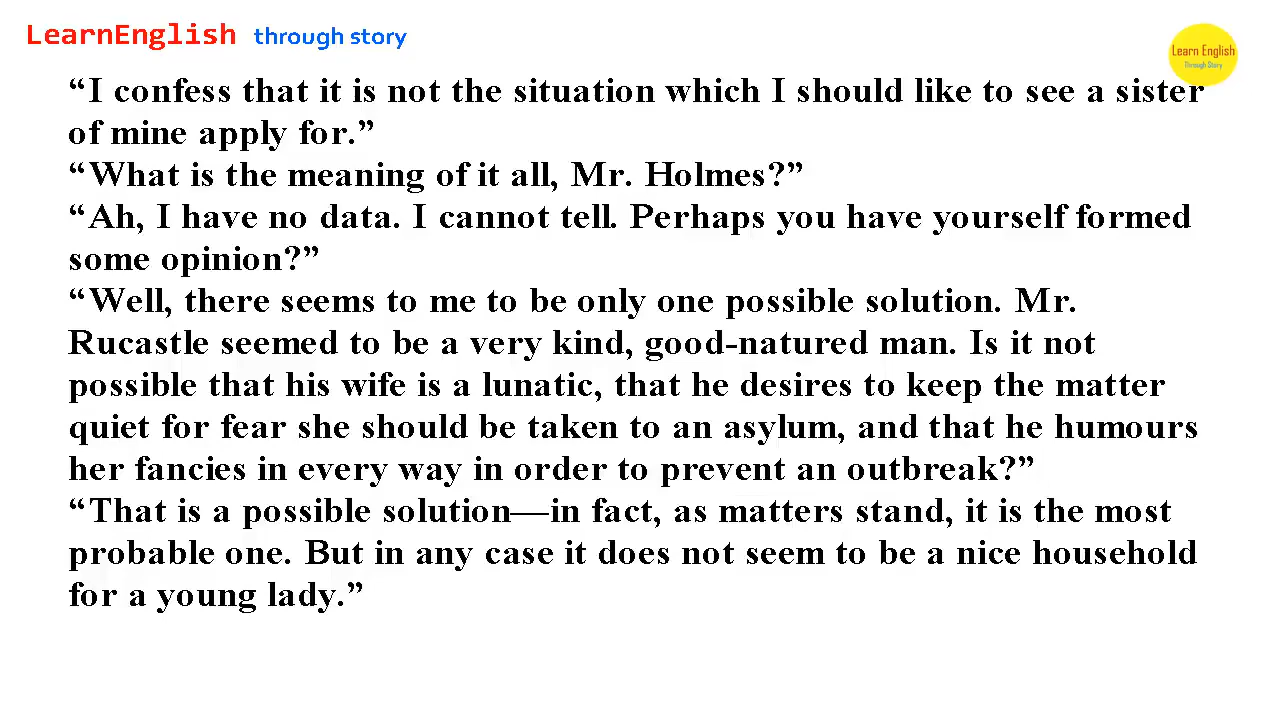 LearnEnglish through story
Learn English
Through Story
“I confess that it is not the situation which I should like to see a sister
of mine apply for.”
“What is the meaning of it all, Mr. Holmes?”
“Ah, I have no data. I cannot tell. Perhaps you have yourself formed
some opinion?”
“Well, there seems to me to be only one possible solution. Mr.
Rucastle seemed to be a very kind, good-natured man. Is it not
possible that his wife is a lunatic, that he desires to keep the matter
quiet for fear she should be taken to an asylum, and that he humours
her fancies in every way in order to prevent an outbreak?”
“That is a possible solution—in fact, as matters stand, it is the most
probable one. But in any case it does not seem to be a nice household
for a young lady.”